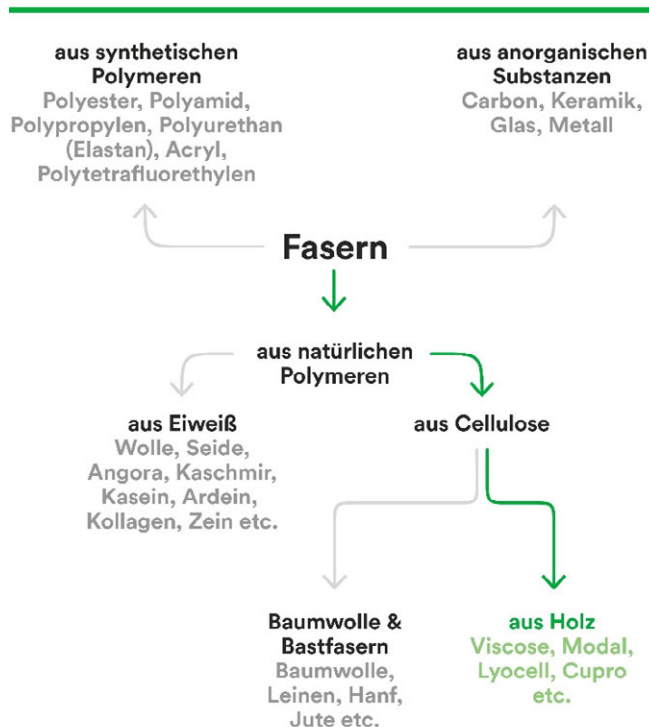 aus synthetischen
Polymeren
Polyester, Polyamid,
Polypropylen, Polyurethan
(Elastan), Acryl,
Polytetrafluorethylen
aus anorganischen
Substanzen
Carbon, Keramik,
Glas, Metall
Fasern
aus natürlichen
Polymeren
aus Eiweiß
Wolle, Seide,
Angora, Kaschmir,
Kasein, Ardein,
Kollagen, Zein etc.
aus Cellulose
Baumwolle &
Bastfasern
Baumwolle,
Leinen, Hanf,
Jute etc.
aus Holz
Viscose, Modal,
Lyocell, Cupro
etc.